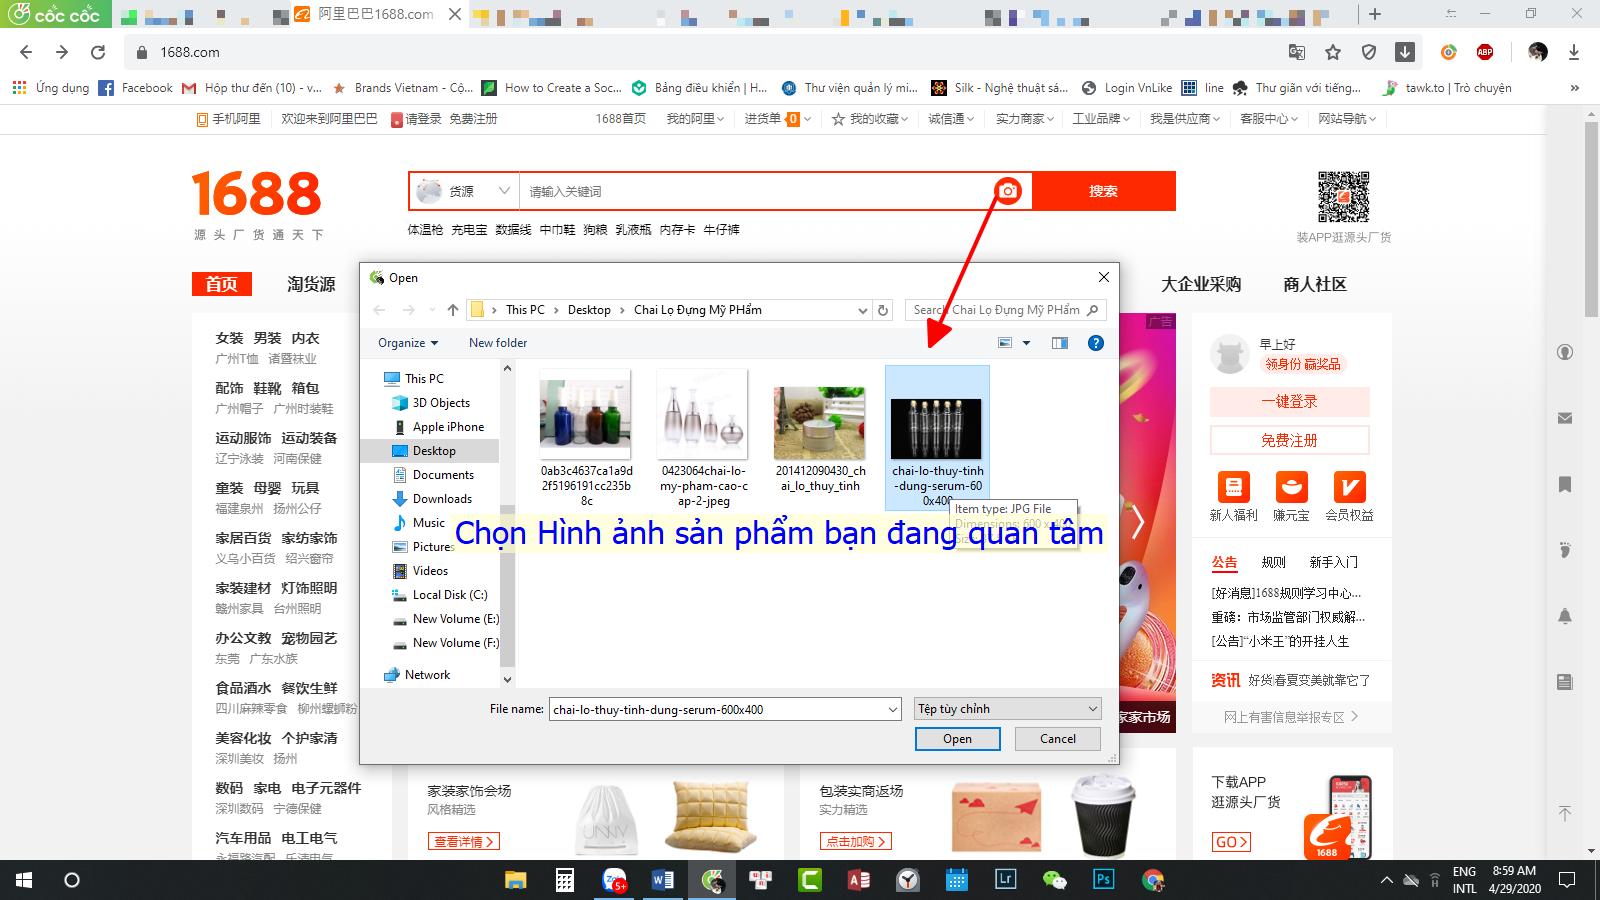 cốc cốc
阿里巴巴1688.com
1688.com
ABP
Ứng dụng Facebook Hộp thư đến (10) - v... Brands Vietnam - Cộ... How to Create a Soc... Bảng điều khiển | H... Thư viện quản lý mi... Silk - Nghệ thuật sá... Login VnLike line Thư giãn với tiếng... tawk.to | Trò chuyện
手机阿里 欢迎来到阿里巴巴 请登录 免费注册 1688首页 我的阿里 进货单 0 我的收藏 诚信通 实力商家 工业品牌 我是供应商 客服中心 网站导航
1688
源头厂货通天下
货源 请输入关键词 搜索
体温枪 充电宝 数据线 中巾鞋 狗粮 乳液瓶 内存卡 牛仔裤
装APP逛源头厂货
首页 淘货源 大企业采购 商人社区
女装 男装 内衣
广州T恤 诸暨袜业
配饰 鞋靴 箱包
广州帽子 广州时装鞋
运动服饰 运动装备
辽宁泳装 河南保健
童装 母婴 玩具
福建泉州 扬州公仔
家居百货 家纺家饰
义乌小百货 绍兴窗帘
家装建材 灯饰照明
赣州家具 台州照明
办公文教 宠物园艺
东莞 广东水族
食品酒水 餐饮生鲜
四川麻辣零食 柳州螺蛳粉
美容化妆 个护家清
深圳美妆 扬州
数码 家电 电子元器件
深圳数码 宁德保健
汽车用品 电工电气
永福路汽配 乐清电气
Open
This PC Desktop Chai Lọ Đựng Mỹ PHẩm
Search Chai Lọ Đựng Mỹ PHẩm
Organize New folder
This PC
3D Objects
Apple iPhone
Desktop
Documents
Downloads
Music
Pictures
Videos
Local Disk (C:)
New Volume (E:)
New Volume (F:)
Network
0ab3c4637ca1a9d
2f5196191cc235b
8c
0423064chai-lo-
my-pham-cao-c
ap-2-jpeg
201412090430_ch
ai_lo_thuy_tinh
chai-lo-thuy-tinh
-dung-serum-60
0x400
Item type: JPG File
Dimensions: 600 x 40
Chọn Hình ảnh sản phẩm bạn đang quan tâm
File name: chai-lo-thuy-tinh-dung-serum-600x400
Tệp tùy chỉnh
Open Cancel
广告
家家市场
早上好
领身份 赢奖品
一键登录
免费注册
新人福利 赚元宝 会员权益
公告 规则 新手入门
[好消息]1688规则学习中心...
重磅：市场监管部门权威解...
[公告]“小米王”的开挂人生
资讯 好货|春夏变美就靠它了
网上有害信息举报专区
家装家饰会场
风格精选
查看详情
UNNY
包装实商返场
实力精选
点击加购
下载APP
逛源头厂货
GO
1688
5+
Lr
Ps
ENG
INTL
8:59 AM
4/29/2020